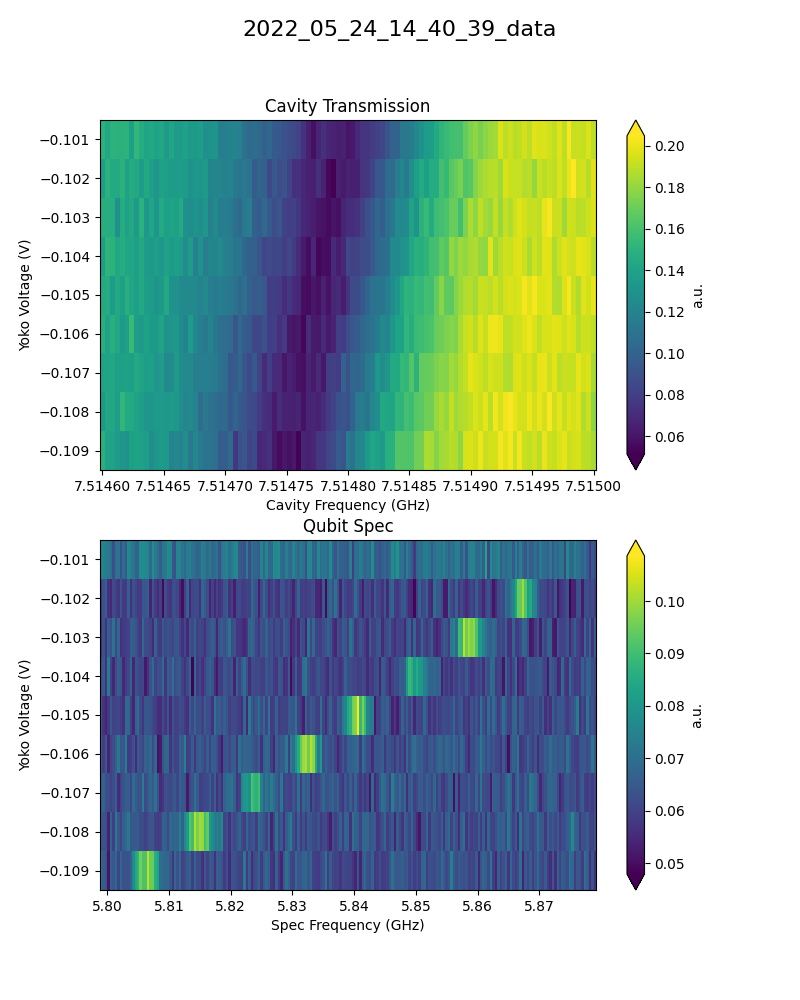 2022_05_24_14_40_39_data
Cavity Transmission
Yoko Voltage (V)
−0.101
−0.102
−0.103
−0.104
−0.105
−0.106
−0.107
−0.108
−0.109
7.51460 7.51465 7.51470 7.51475 7.51480 7.51485 7.51490 7.51495 7.51500
Cavity Frequency (GHz)
0.20
0.18
0.16
0.14
0.12
0.10
0.08
0.06
a.u.
Qubit Spec
Yoko Voltage (V)
−0.101
−0.102
−0.103
−0.104
−0.105
−0.106
−0.107
−0.108
−0.109
5.80 5.81 5.82 5.83 5.84 5.85 5.86 5.87
Spec Frequency (GHz)
0.10
0.09
0.08
0.07
0.06
0.05
a.u.